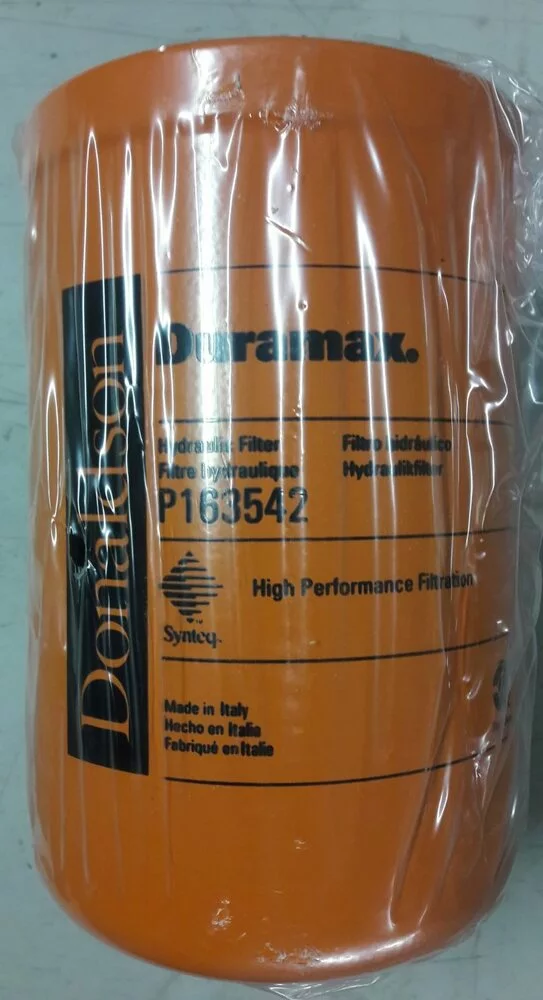 Donaldson
Duramax.
Hydraulic Filter
Filtro hidráulico
Filtre hydraulique
Hydraulikfilter
P163542
High Performance Filtration
Synteq™
Made in Italy
Hecho en Italia
Fabriqué en Italie